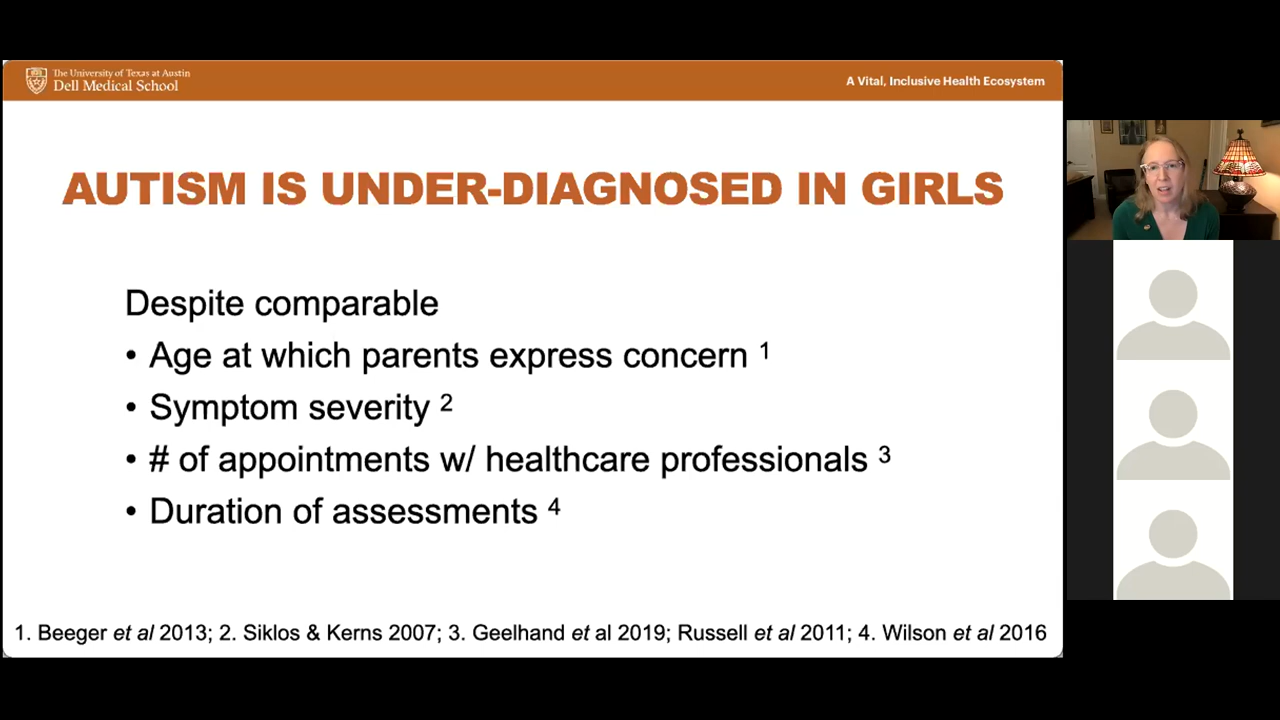 The University of Texas at Austin
Dell Medical School
A Vital, Inclusive Health Ecosystem
AUTISM IS UNDER-DIAGNOSED IN GIRLS
Despite comparable
• Age at which parents express concern 1
• Symptom severity 2
• # of appointments w/ healthcare professionals 3
• Duration of assessments 4
1. Beeger et al 2013; 2. Siklos & Kerns 2007; 3. Geelhand et al 2019; Russell et al 2011; 4. Wilson et al 2016